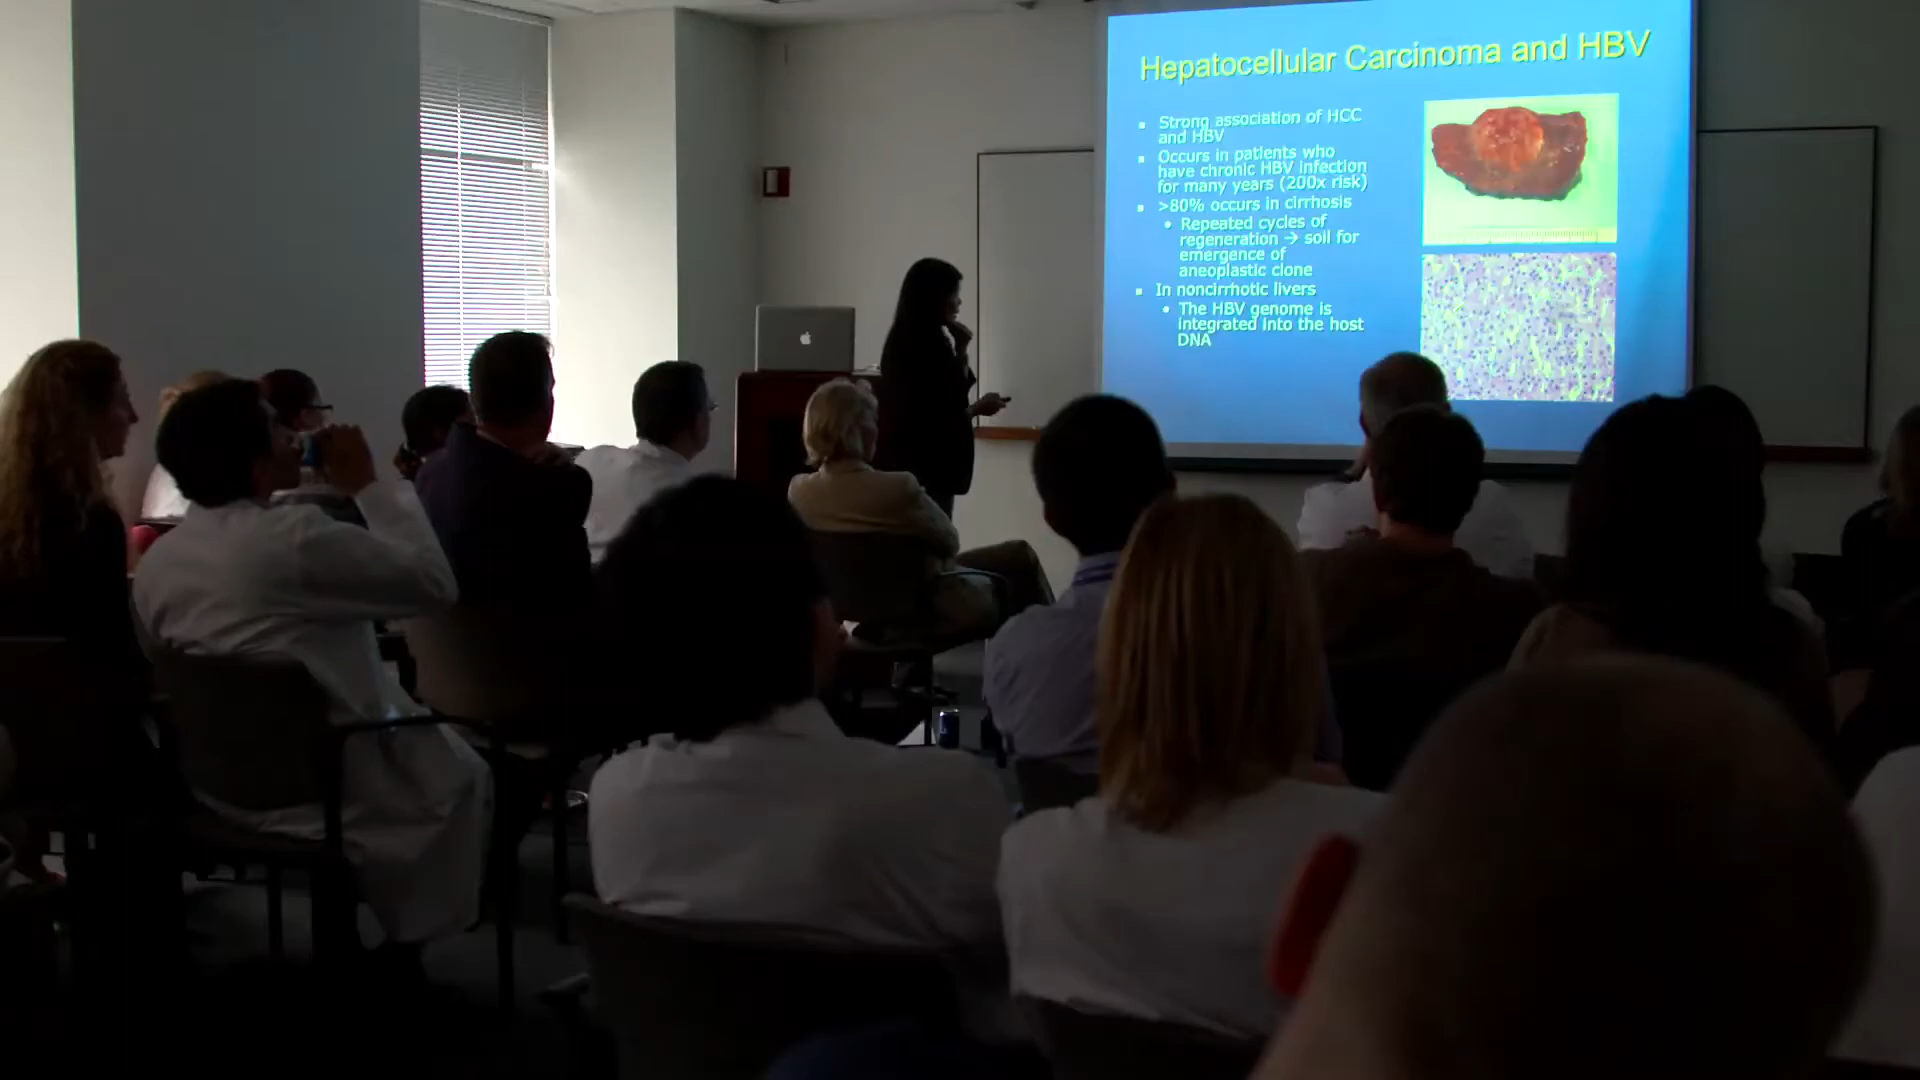 Hepatocellular Carcinoma and HBV
▪ Strong association of HCC
and HBV
▪ Occurs in patients who
have chronic HBV infection
for many years (200x risk)
▪ >80% occurs in cirrhosis
• Repeated cycles of
regeneration → soil for
emergence of
aneoplastic clone
▪ In noncirrhotic livers
• The HBV genome is
integrated into the host
DNA